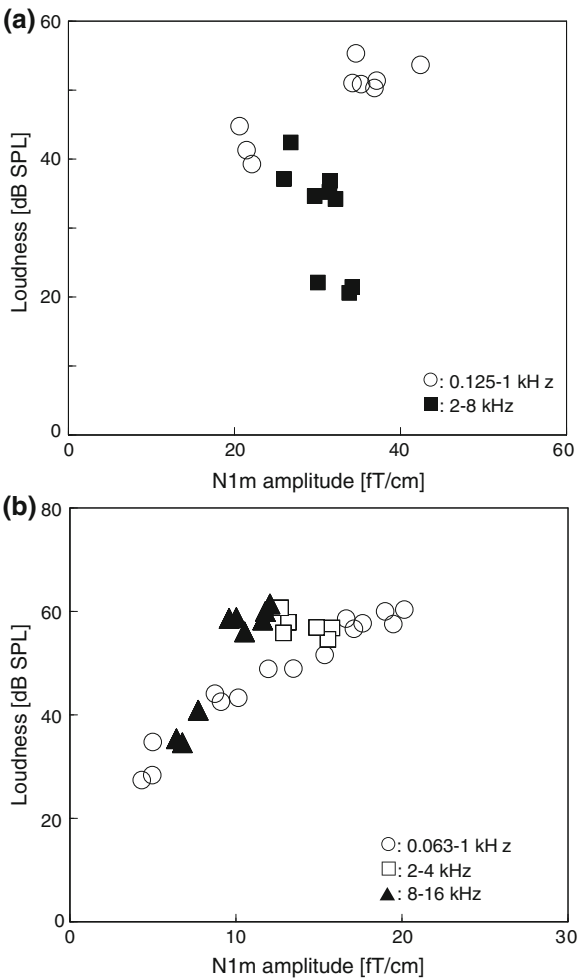 (a)
60
40
20
0
Loudness [dB SPL]
○: 0.125-1 kH z
■: 2-8 kHz
0 20 40 60
N1m amplitude [fT/cm]
(b)
80
60
40
20
0
Loudness [dB SPL]
○: 0.063-1 kH z
□: 2-4 kHz
▲: 8-16 kHz
0 10 20 30
N1m amplitude [fT/cm]